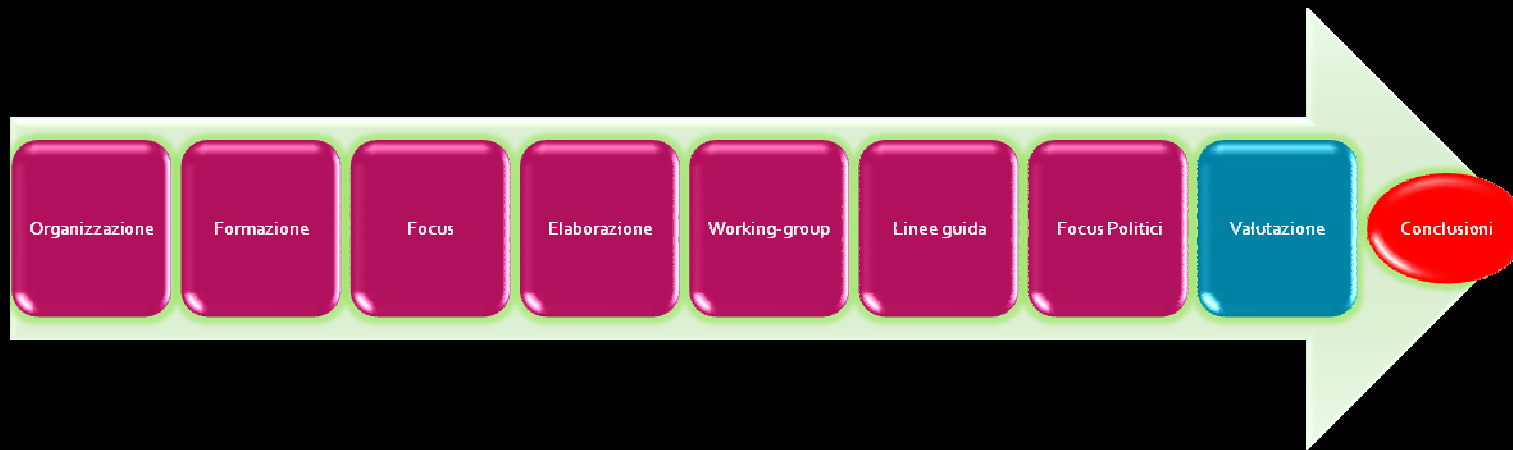 Organizzazione
Formazione
Focus
Elaborazione
Working-group
Linee guida
Focus Politici
Valutazione
Conclusioni